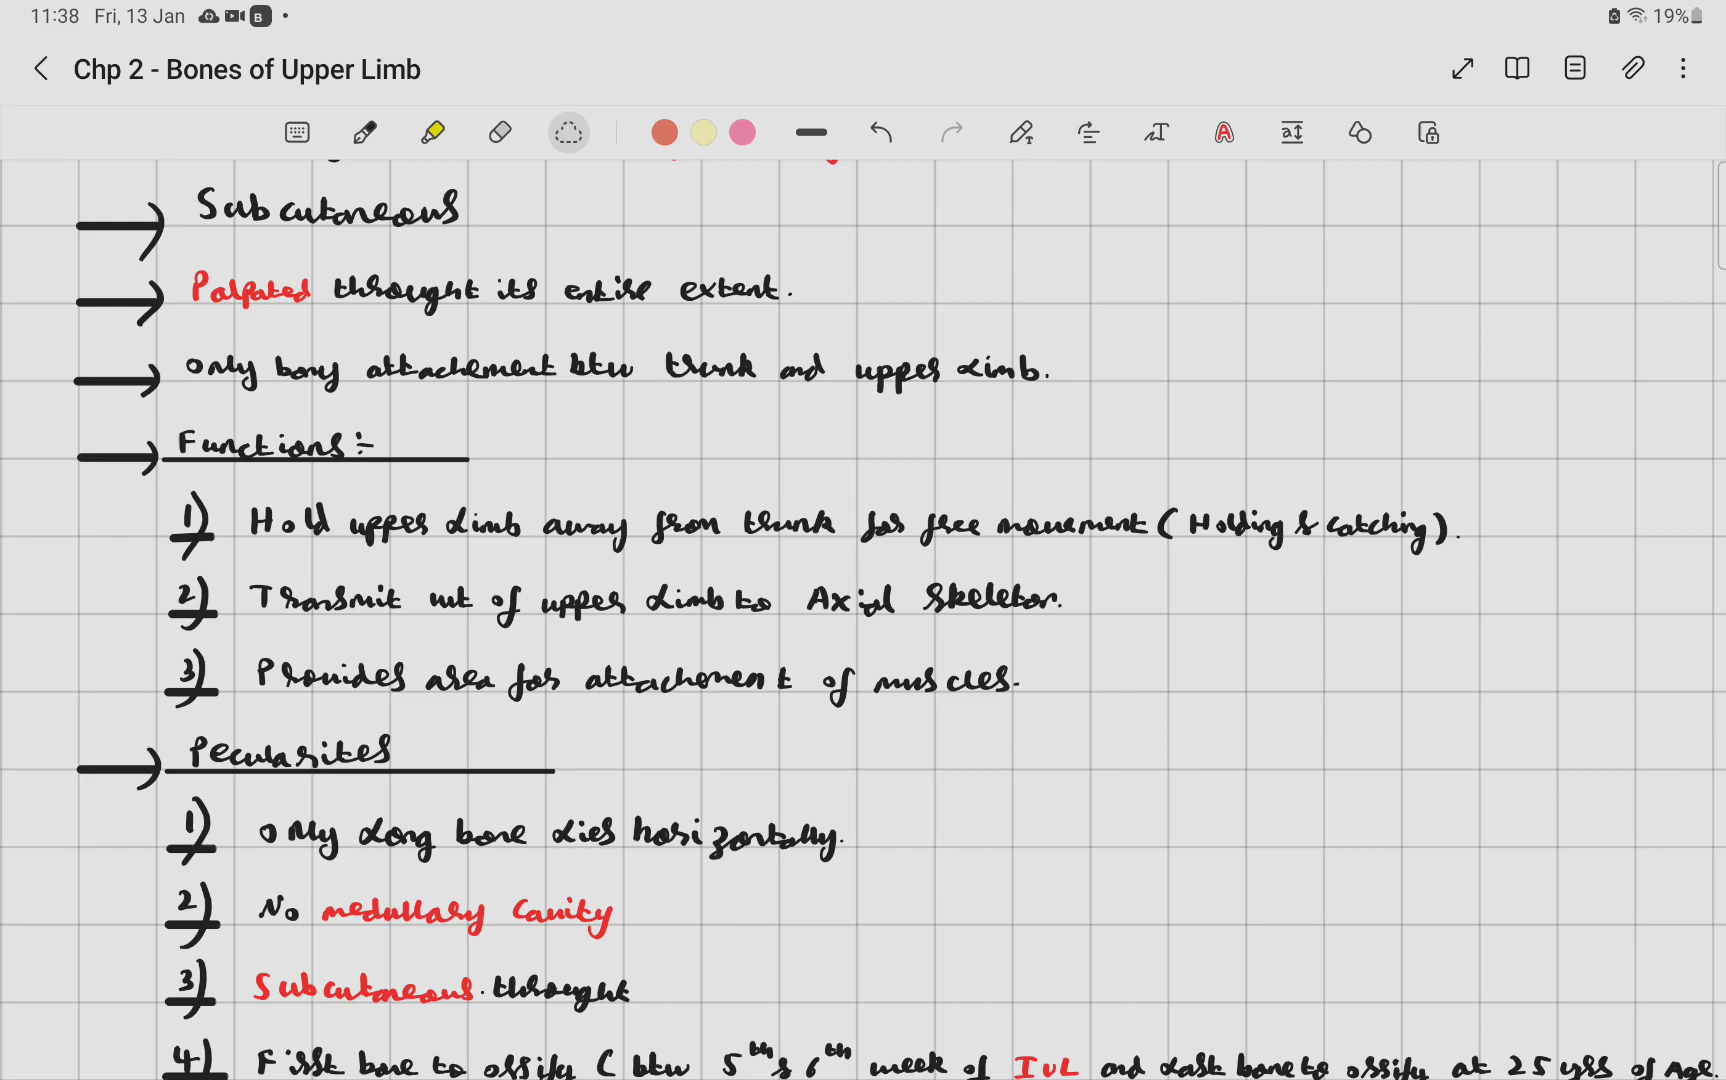 11:38 Fri, 13 Jan B 19%
Chp 2 - Bones of Upper Limb
Subcutaneous
Palpated throught its entire extent.
only bony attachement btw trunk and upper Limb.
Functions :-
1) Hold upper Limb away from trunk for free movement ( Holding & catching ).
2) Transmit wt of upper Limb to Axial Skeleton.
3) Provides area for attachement of muscles.
Pecularites
1) only Long bone Lies horizontally.
2) No medullary Cavity
3) Subcutaneous throught
4) First bone to ossify ( btw 5th & 6th week of IUL and Last bone to ossify at 25 yrs of Age.